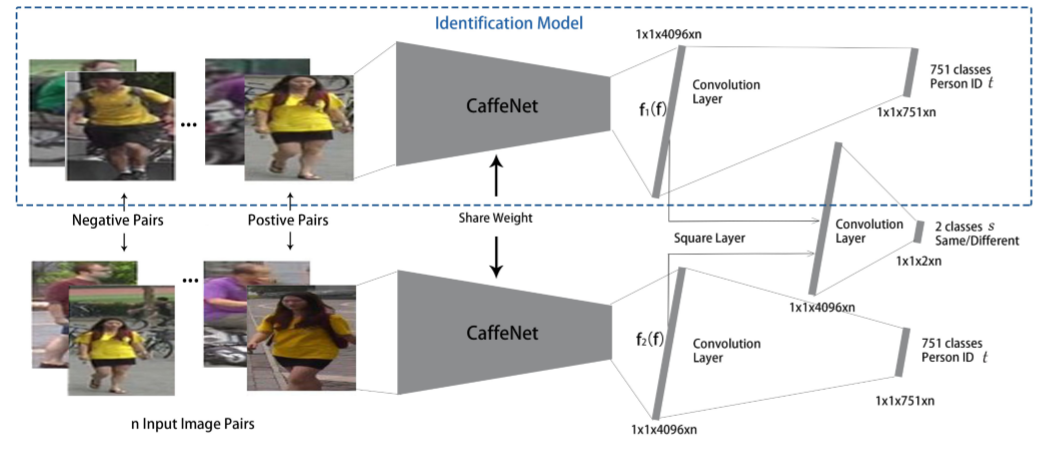 Identification Model
1x1x4096xn
CaffeNet
f₁(f)
Convolution
Layer
751 classes
Person ID t
1x1x751xn
...
Negative Pairs
Postive Pairs
Share Weight
Square Layer
Convolution
Layer
2 classes s
Same/Different
1x1x2xn
1x1x4096xn
...
CaffeNet
f₂(f)
Convolution
Layer
751 classes
Person ID t
1x1x751xn
1x1x4096xn
n Input Image Pairs